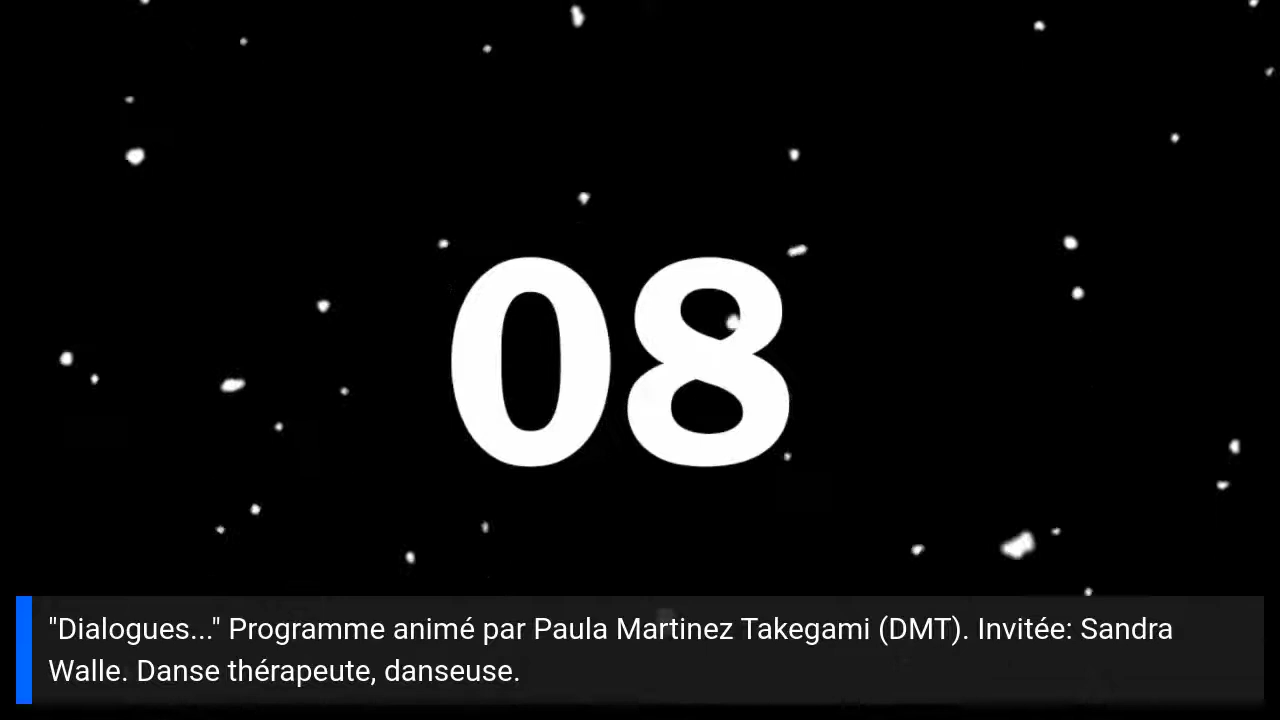 08
"Dialogues..." Programme animé par Paula Martinez Takegami (DMT). Invitée: Sandra
Walle. Danse thérapeute, danseuse.